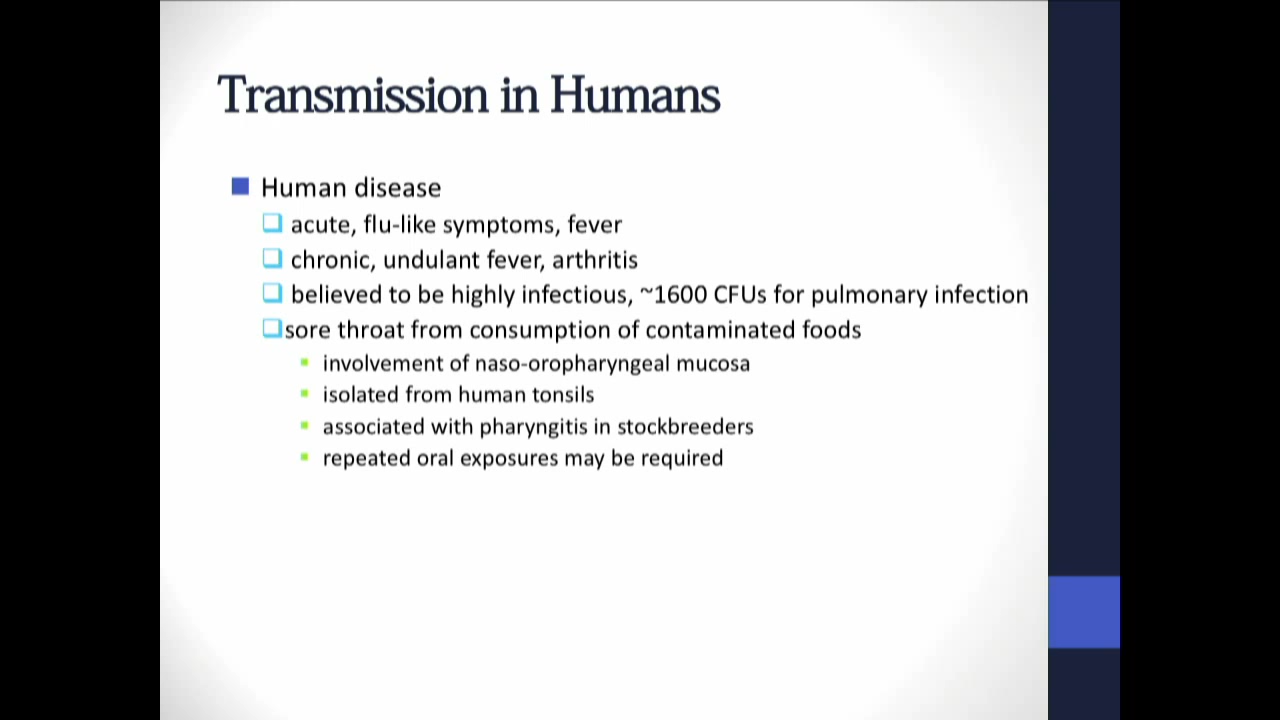 Transmission in Humans
Human disease
acute, flu-like symptoms, fever
chronic, undulant fever, arthritis
believed to be highly infectious, ~1600 CFUs for pulmonary infection
sore throat from consumption of contaminated foods
involvement of naso-oropharyngeal mucosa
isolated from human tonsils
associated with pharyngitis in stockbreeders
repeated oral exposures may be required